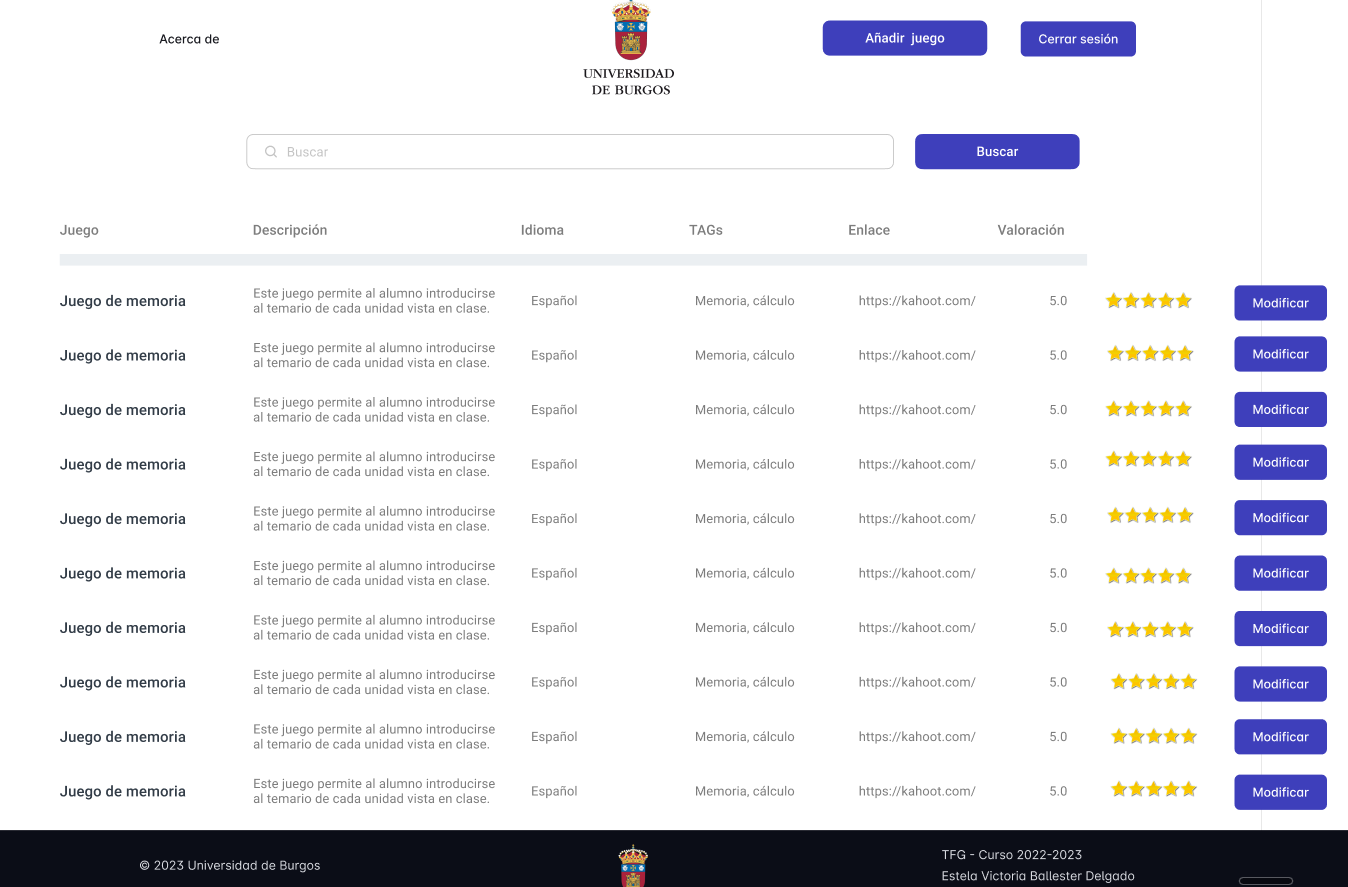 Acerca de
UNIVERSIDAD
DE BURGOS
Añadir juego
Cerrar sesión
Buscar
Buscar
Juego Descripción Idioma TAGs Enlace Valoración
Juego de memoria
Este juego permite al alumno introducirse
al temario de cada unidad vista en clase.
Español Memoria, cálculo https://kahoot.com/ 5.0 Modificar
Juego de memoria
Este juego permite al alumno introducirse
al temario de cada unidad vista en clase.
Español Memoria, cálculo https://kahoot.com/ 5.0 Modificar
Juego de memoria
Este juego permite al alumno introducirse
al temario de cada unidad vista en clase.
Español Memoria, cálculo https://kahoot.com/ 5.0 Modificar
Juego de memoria
Este juego permite al alumno introducirse
al temario de cada unidad vista en clase.
Español Memoria, cálculo https://kahoot.com/ 5.0 Modificar
Juego de memoria
Este juego permite al alumno introducirse
al temario de cada unidad vista en clase.
Español Memoria, cálculo https://kahoot.com/ 5.0 Modificar
Juego de memoria
Este juego permite al alumno introducirse
al temario de cada unidad vista en clase.
Español Memoria, cálculo https://kahoot.com/ 5.0 Modificar
Juego de memoria
Este juego permite al alumno introducirse
al temario de cada unidad vista en clase.
Español Memoria, cálculo https://kahoot.com/ 5.0 Modificar
Juego de memoria
Este juego permite al alumno introducirse
al temario de cada unidad vista en clase.
Español Memoria, cálculo https://kahoot.com/ 5.0 Modificar
Juego de memoria
Este juego permite al alumno introducirse
al temario de cada unidad vista en clase.
Español Memoria, cálculo https://kahoot.com/ 5.0 Modificar
Juego de memoria
Este juego permite al alumno introducirse
al temario de cada unidad vista en clase.
Español Memoria, cálculo https://kahoot.com/ 5.0 Modificar
© 2023 Universidad de Burgos
TFG - Curso 2022-2023
Estela Victoria Ballester Delgado